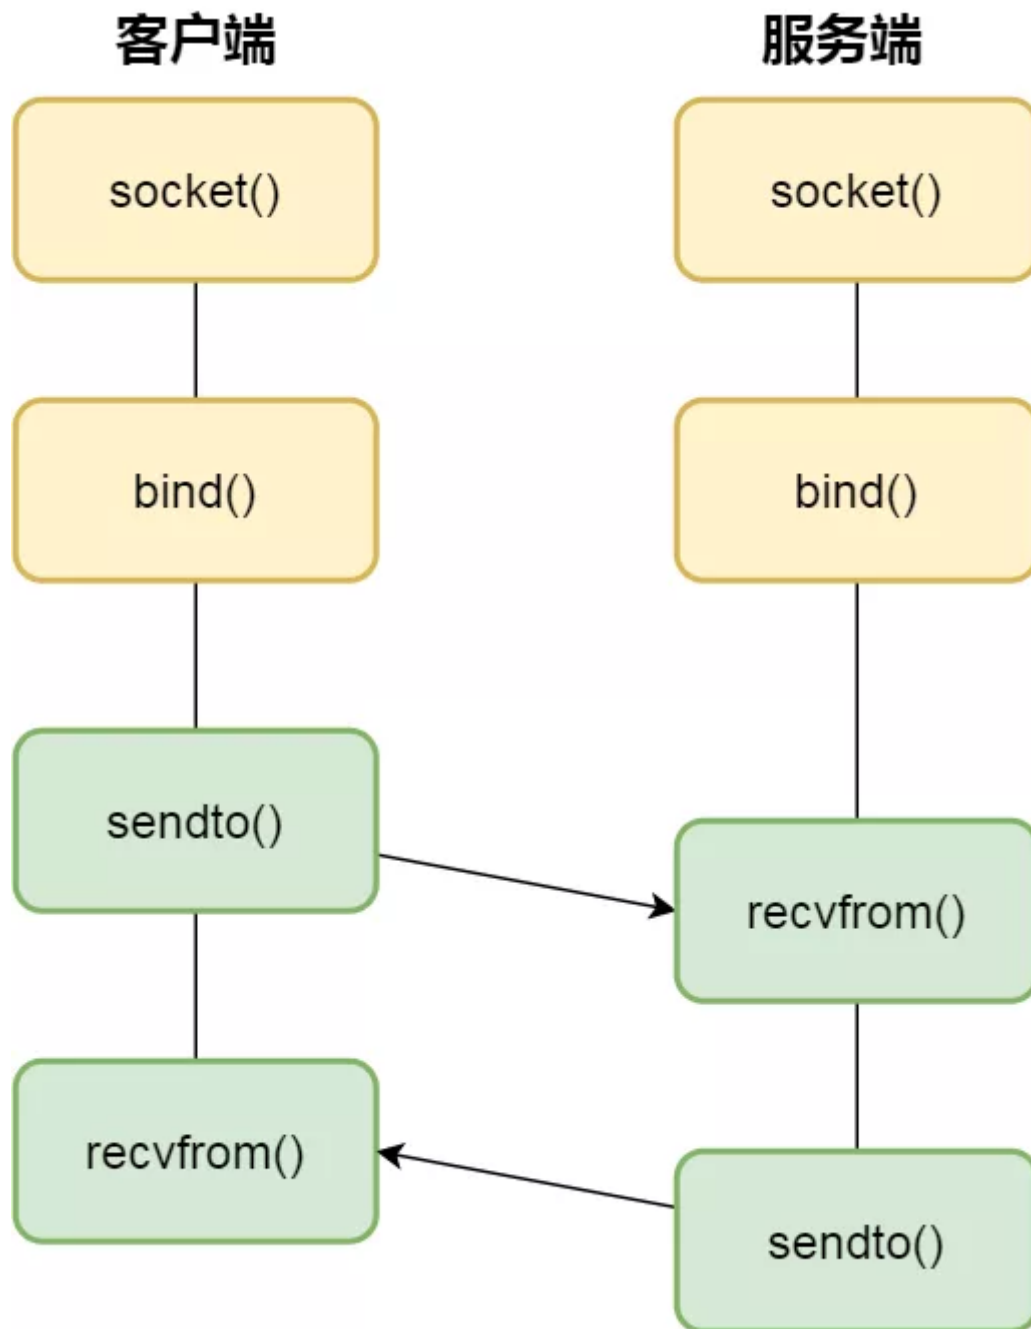 客户端
服务端
socket()
socket()
bind()
bind()
sendto()
recvfrom()
recvfrom()
sendto()